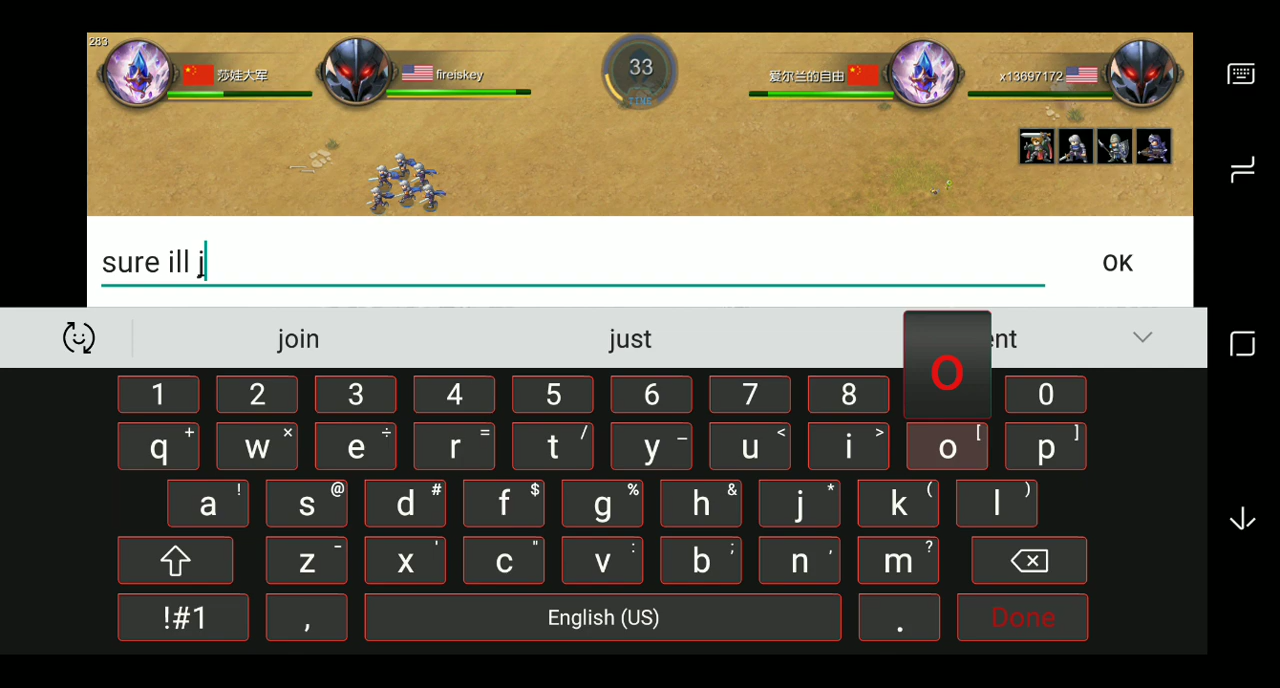 283
莎娃大军
fireiskey
33
TIME
爱尔兰的自由
x13697172
sure ill j
OK
join
just
ent
O
1 2 3 4 5 6 7 8 0
q + w × e ÷ r = t / y _ u < i > o [ p ]
a ! s @ d # f $ g % h & j * k ( l )
z - x ' c " v : b ; n , m ?
!#1 , English (US) . Done